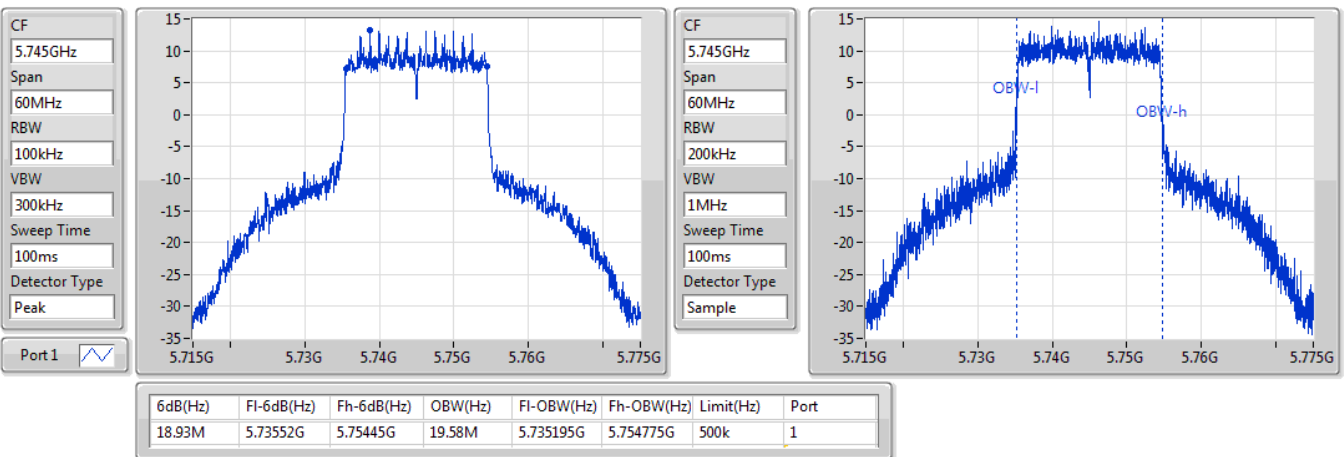 CF
5.745GHz
Span
60MHz
RBW
100kHz
VBW
300kHz
Sweep Time
100ms
Detector Type
Peak
Port 1
15
10
5
0
-5
-10
-15
-20
-25
-30
-35
5.715G 5.73G 5.74G 5.75G 5.76G 5.775G
CF
5.745GHz
Span
60MHz
RBW
200kHz
VBW
1MHz
Sweep Time
100ms
Detector Type
Sample
15
10
5
0
-5
-10
-15
-20
-25
-30
-35
OBW-l
OBW-h
5.715G 5.73G 5.74G 5.75G 5.76G 5.775G
6dB(Hz) Fl-6dB(Hz) Fh-6dB(Hz) OBW(Hz) Fl-OBW(Hz) Fh-OBW(Hz) Limit(Hz) Port
18.93M 5.73552G 5.75445G 19.58M 5.735195G 5.754775G 500k 1